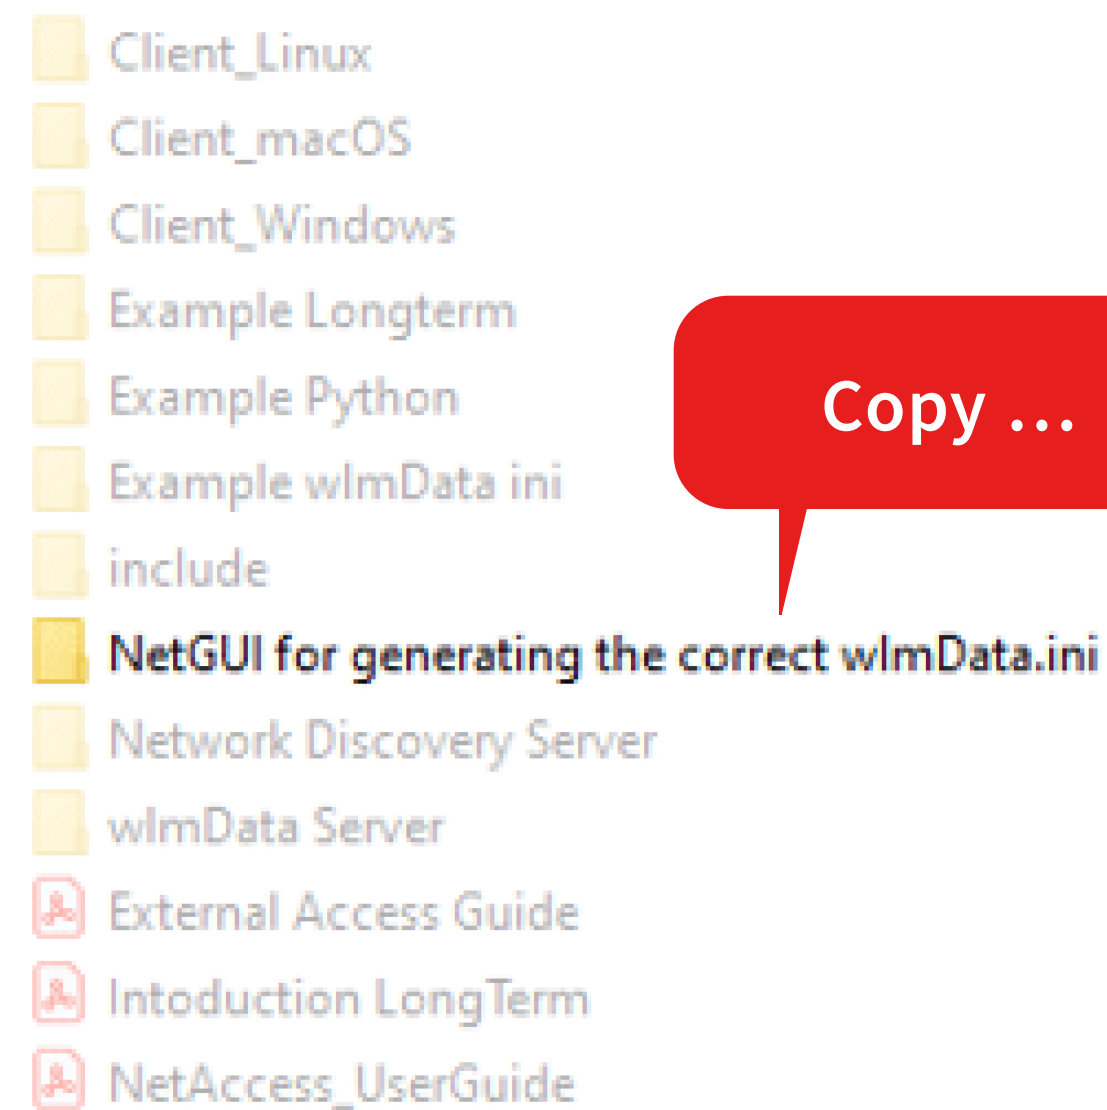 Client_Linux
Client_macOS
Client_Windows
Example Longterm
Example Python
Example wlmData ini
include
Copy ...
NetGUI for generating the correct wlmData.ini
Network Discovery Server
wlmData Server
External Access Guide
Intoduction LongTerm
NetAccess_UserGuide